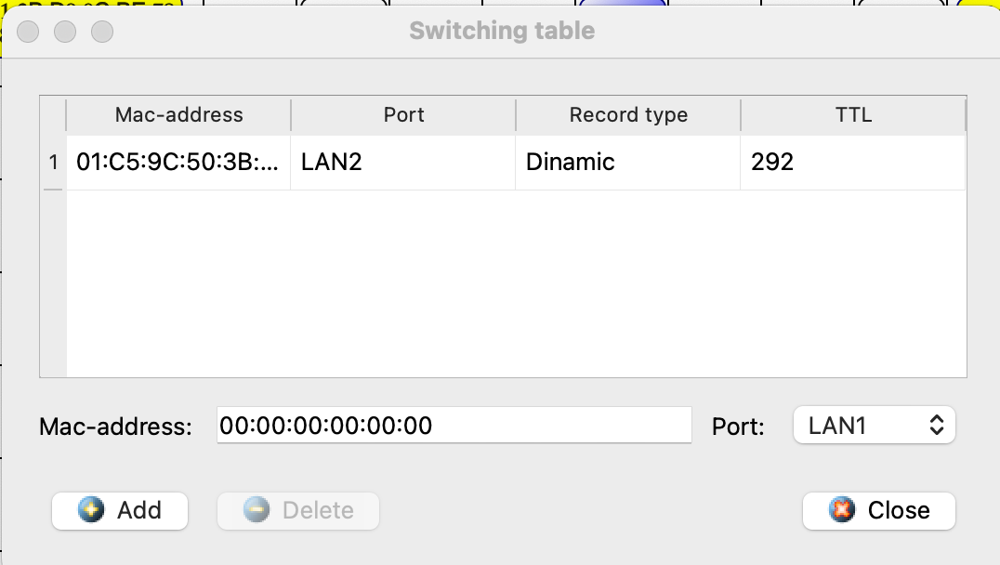 Switching table
Mac-address Port Record type TTL
1 01:C5:9C:50:3B:... LAN2 Dinamic 292
Mac-address: 00:00:00:00:00:00 Port: LAN1
Add Delete Close